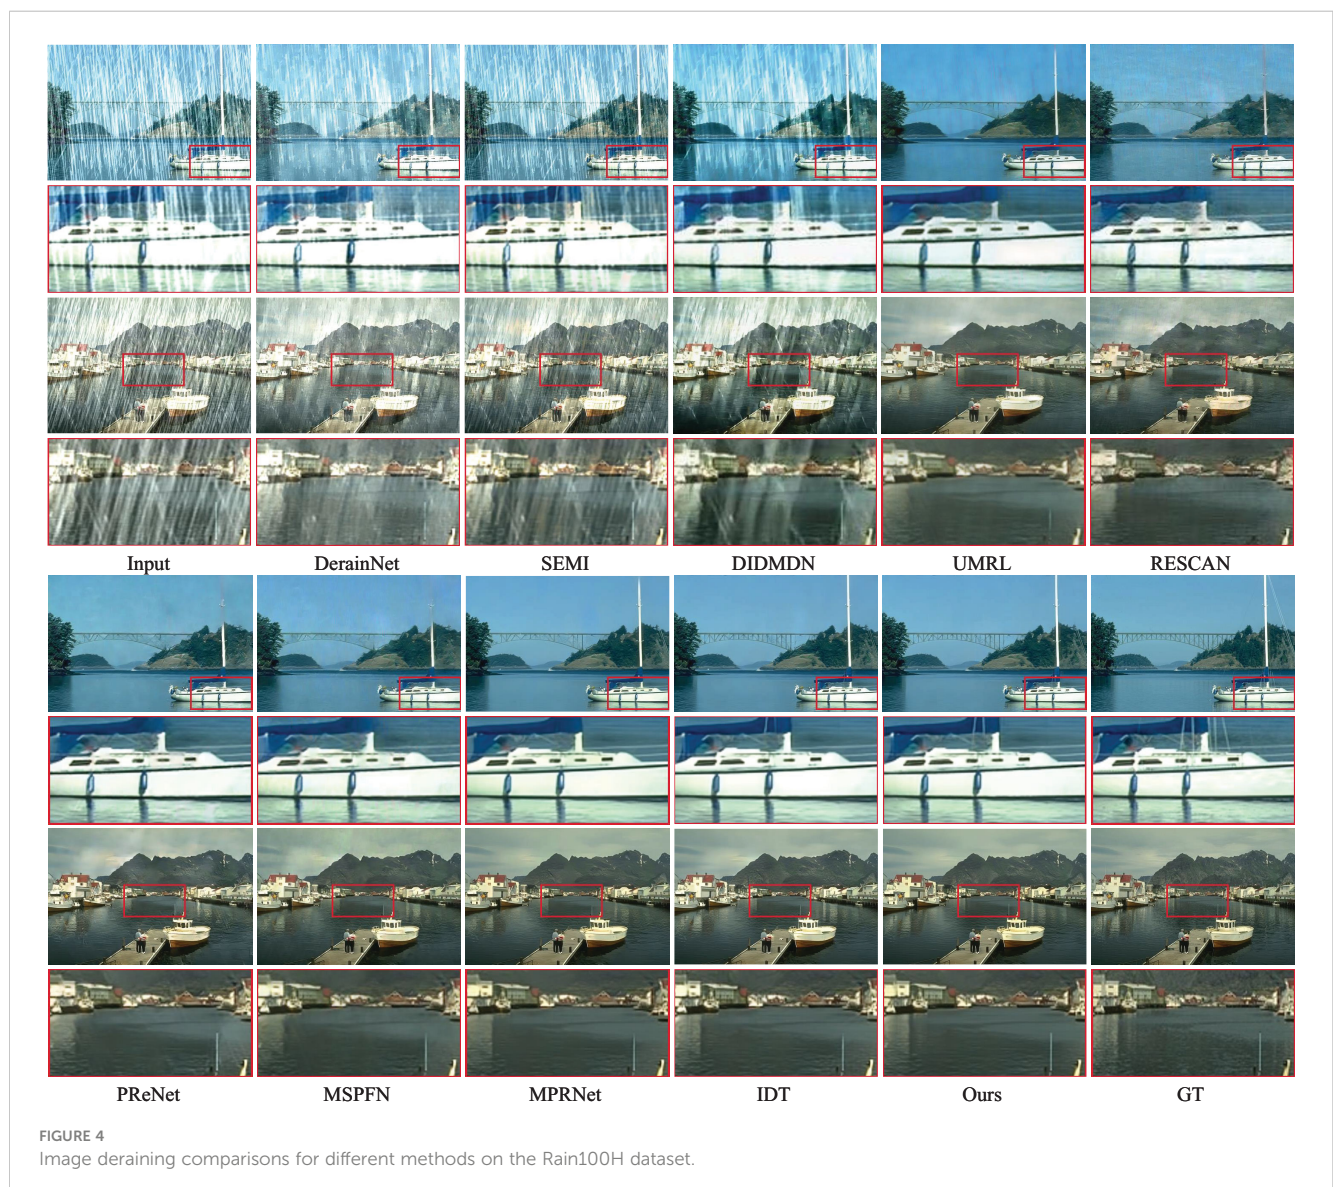 Input DerainNet SEMI DIDMDN UMRL RESCAN
PReNet MSPFN MPRNet IDT Ours GT
FIGURE 4
Image deraining comparisons for different methods on the Rain100H dataset.